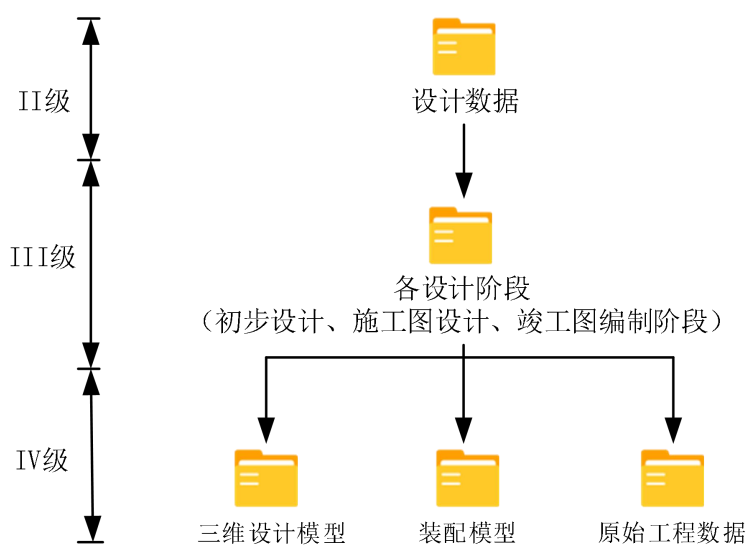 II级
设计数据
III级
各设计阶段
（初步设计、施工图设计、竣工图编制阶段）
IV级
三维设计模型
装配模型
原始工程数据